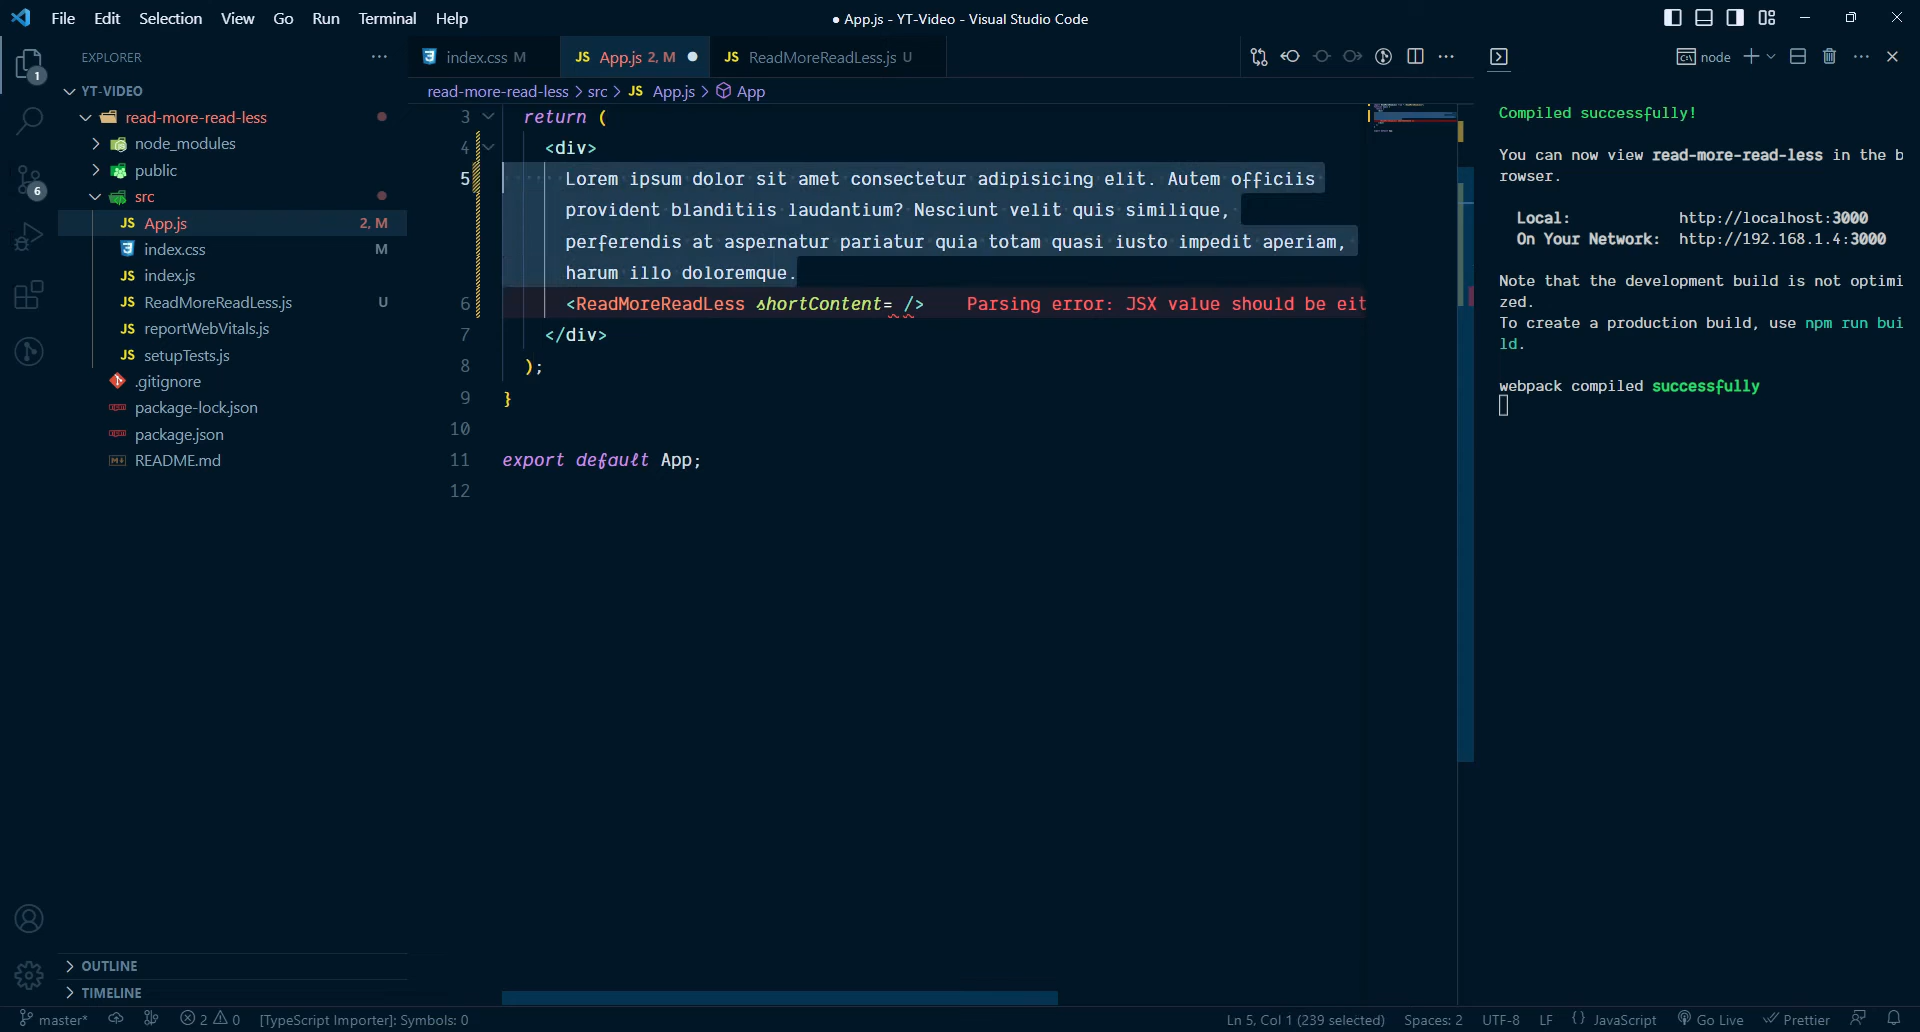 File Edit Selection View Go Run Terminal Help
● App.js - YT-Video - Visual Studio Code
EXPLORER
YT-VIDEO
read-more-read-less
node_modules
public
src
JS App.js 2, M
index.css M
JS index.js
JS ReadMoreReadLess.js U
JS reportWebVitals.js
JS setupTests.js
.gitignore
package-lock.json
package.json
README.md
OUTLINE
TIMELINE
1
6
index.css M
JS App.js 2, M ●
JS ReadMoreReadLess.js U
read-more-read-less > src > JS App.js > App
3 return (
4 <div>
5 Lorem ipsum dolor sit amet consectetur adipisicing elit. Autem officiis
provident blanditiis laudantium? Nesciunt velit quis similique,
perferendis at aspernatur pariatur quia totam quasi iusto impedit aperiam,
harum illo doloremque.
6 <ReadMoreReadLess shortContent= /> Parsing error: JSX value should be eit
7 </div>
8 );
9 }
10
11 export default App;
12
node
Compiled successfully!
You can now view read-more-read-less in the b
rowser.
Local: http://localhost:3000
On Your Network: http://192.168.1.4:3000
Note that the development build is not optimi
zed.
To create a production build, use npm run bui
ld.
webpack compiled successfully
master* 2 0 [TypeScript Importer]: Symbols: 0
Ln 5, Col 1 (239 selected) Spaces: 2 UTF-8 LF {} JavaScript Go Live Prettier